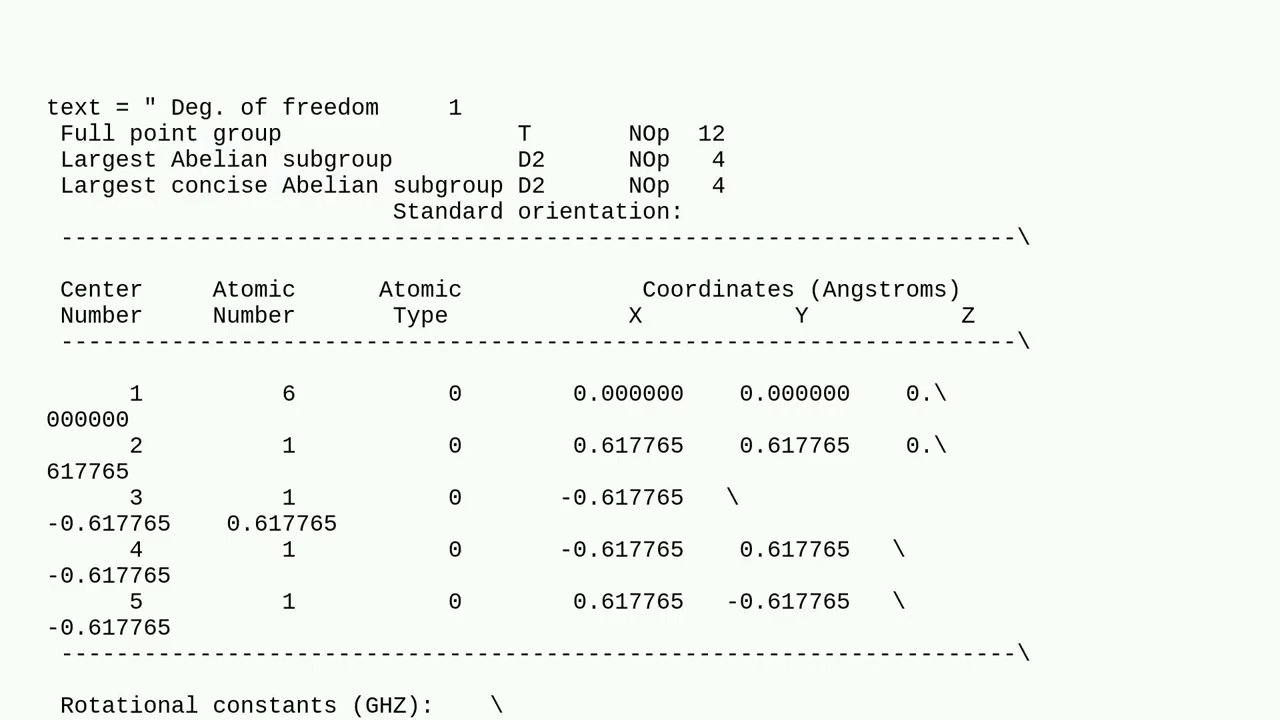 text = " Deg. of freedom     1
 Full point group                 T       NOp  12
 Largest Abelian subgroup         D2      NOp   4
 Largest concise Abelian subgroup D2      NOp   4
                         Standard orientation:
 ---------------------------------------------------------------------\
 Center     Atomic      Atomic             Coordinates (Angstroms)
 Number     Number       Type             X           Y           Z
 ---------------------------------------------------------------------\
      1          6           0        0.000000    0.000000    0.\
000000
      2          1           0        0.617765    0.617765    0.\
617765
      3          1           0       -0.617765   \
-0.617765    0.617765
      4          1           0       -0.617765    0.617765   \
-0.617765
      5          1           0        0.617765   -0.617765   \
-0.617765
 ---------------------------------------------------------------------\
 Rotational constants (GHZ):    \